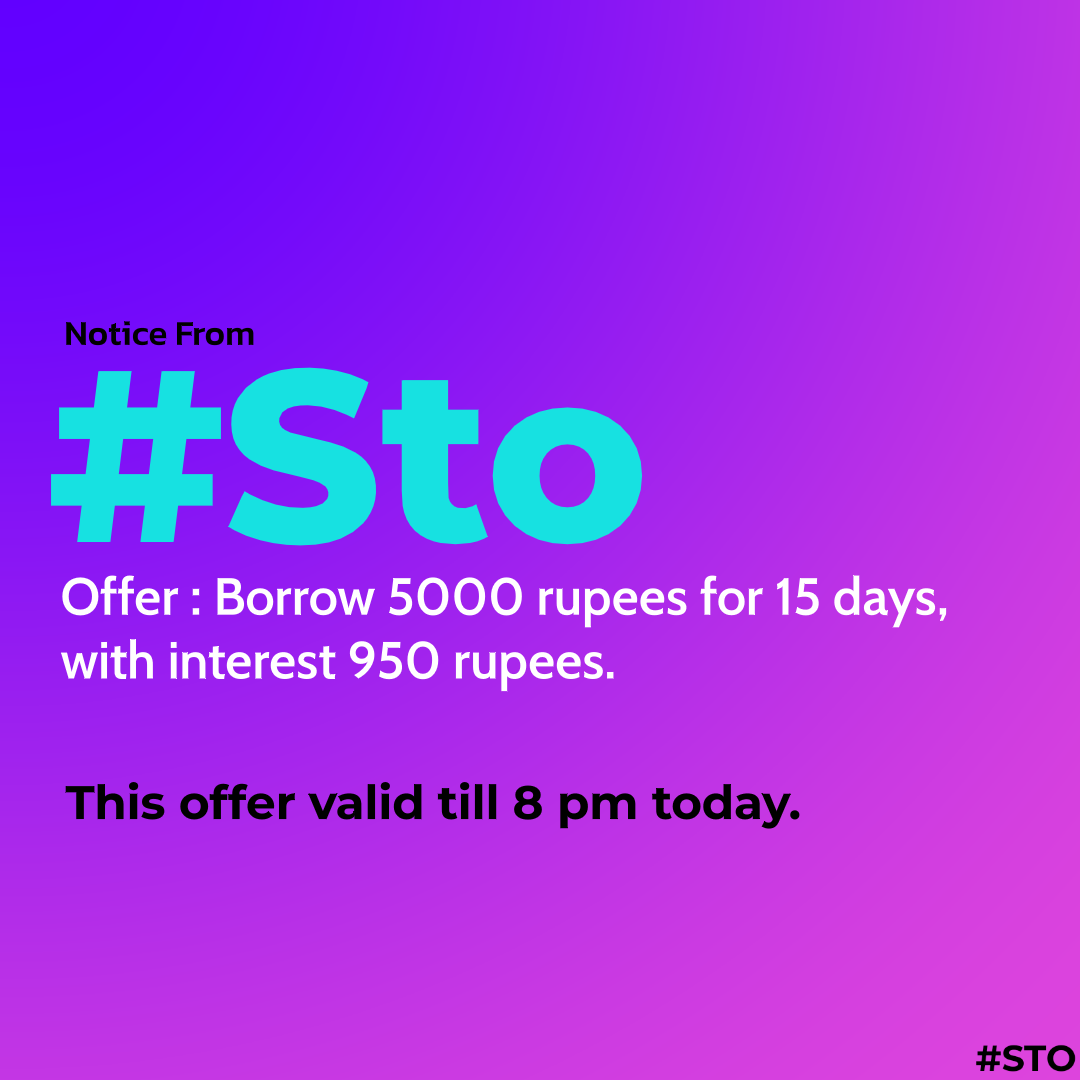 Notice From
#Sto
Offer : Borrow 5000 rupees for 15 days,
with interest 950 rupees.
This offer valid till 8 pm today.
#STO